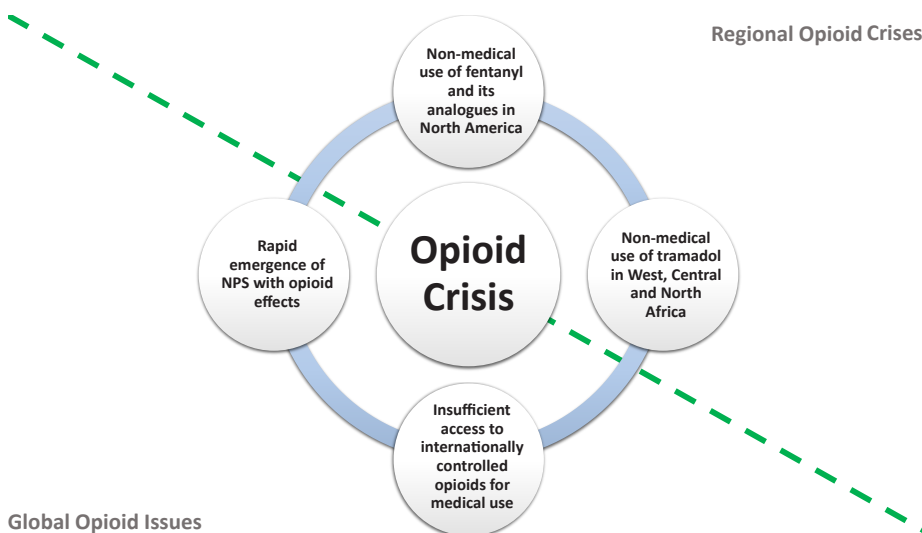 Regional Opioid Crises
Non-medical
use of fentanyl
and its
analogues in
North America
Rapid
emergence of
NPS with opioid
effects
Opioid
Crisis
Non-medical
use of tramadol
in West, Central
and North
Africa
Insufficient
access to
internationally
controlled
opioids for
medical use
Global Opioid Issues